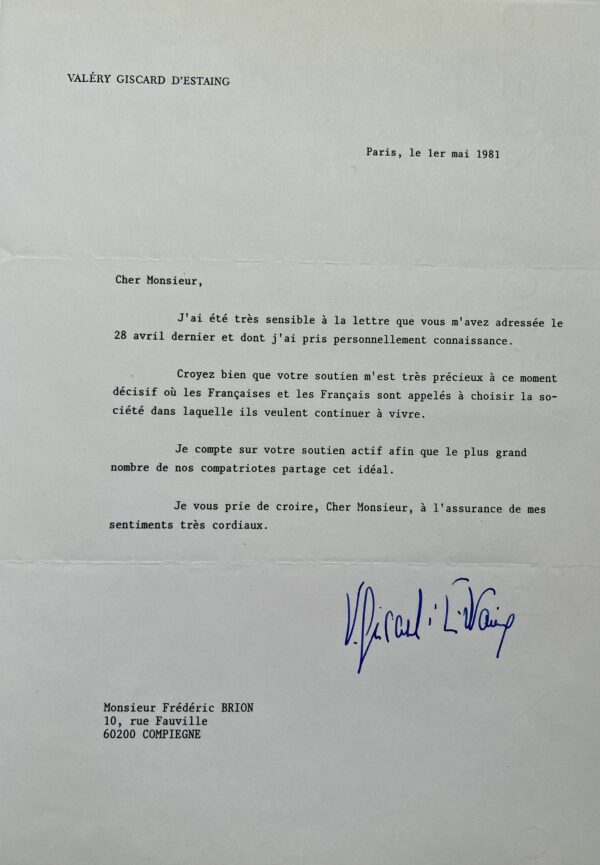 VALÉRY GISCARD D'ESTAING
Paris, le 1er mai 1981
Cher Monsieur,
J'ai été très sensible à la lettre que vous m'avez adressée le
28 avril dernier et dont j'ai pris personnellement connaissance.
Croyez bien que votre soutien m'est très précieux à ce moment
décisif où les Françaises et les Français sont appelés à choisir la so-
ciété dans laquelle ils veulent continuer à vivre.
Je compte sur votre soutien actif afin que le plus grand
nombre de nos compatriotes partage cet idéal.
Je vous prie de croire, Cher Monsieur, à l'assurance de mes
sentiments très cordiaux.
V. Giscard d'Estaing
Monsieur Frédéric BRION
10, rue Fauville
60200 COMPIEGNE